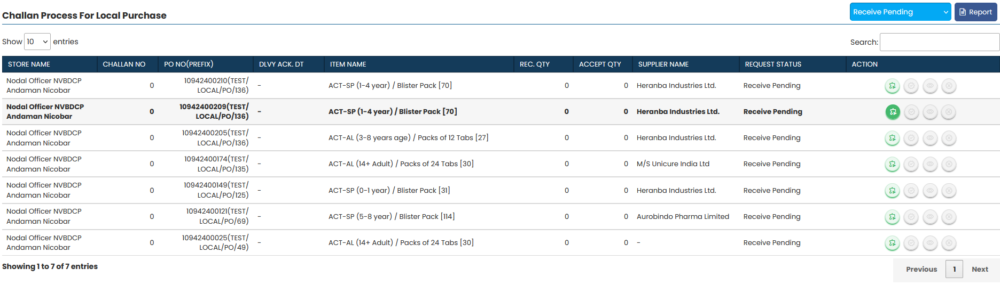 Challan Process For Local Purchase
Receive Pending
Report
Show 10 entries
Search:
STORE NAME CHALLAN NO PO NO(PREFIX) DLVY ACK. DT ITEM NAME REC. QTY ACCEPT QTY SUPPLIER NAME REQUEST STATUS ACTION
Nodal Officer NVBDCP 10942400210(TEST/
Andaman Nicobar 0 LOCAL/PO/136) - ACT-SP (1-4 year) / Blister Pack [70] 0 0 Heranba Industries Ltd. Receive Pending
Nodal Officer NVBDCP 10942400209(TEST/
Andaman Nicobar 0 LOCAL/PO/136) - ACT-SP (1-4 year) / Blister Pack [70] 0 0 Heranba Industries Ltd. Receive Pending
Nodal Officer NVBDCP 10942400205(TEST/
Andaman Nicobar 0 LOCAL/PO/136) - ACT-AL (3-8 years age) / Packs of 12 Tabs [27] 0 0 Heranba Industries Ltd. Receive Pending
Nodal Officer NVBDCP 10942400174(TEST/
Andaman Nicobar 0 LOCAL/PO/135) - ACT-AL (14+ Adult) / Packs of 24 Tabs [30] 0 0 M/S Unicure India Ltd Receive Pending
Nodal Officer NVBDCP 10942400149(TEST/
Andaman Nicobar 0 LOCAL/PO/125) - ACT-SP (0-1 year) / Blister Pack [31] 0 0 Heranba Industries Ltd. Receive Pending
Nodal Officer NVBDCP 10942400121(TEST/
Andaman Nicobar 0 LOCAL/PO/69) - ACT-SP (5-8 year) / Blister Pack [114] 0 0 Aurobindo Pharma Limited Receive Pending
Nodal Officer NVBDCP 10942400025(TEST/
Andaman Nicobar 0 LOCAL/PO/49) - ACT-AL (14+ Adult) / Packs of 24 Tabs [30] 0 0 - Receive Pending
Showing 1 to 7 of 7 entries
Previous 1 Next